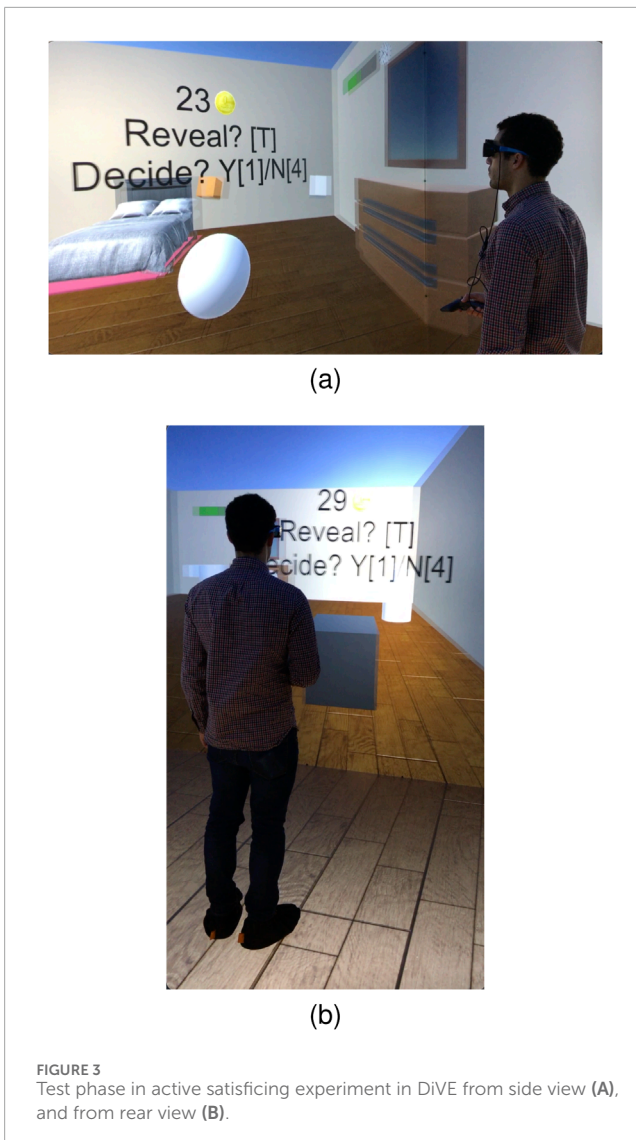 23
Reveal? [T]
Decide? Y[1]/N[4]
(a)
29
Reveal? [T]
ecide? Y[1]/N[4]
(b)
FIGURE 3
Test phase in active satisficing experiment in DiVE from side view (A),
and from rear view (B).